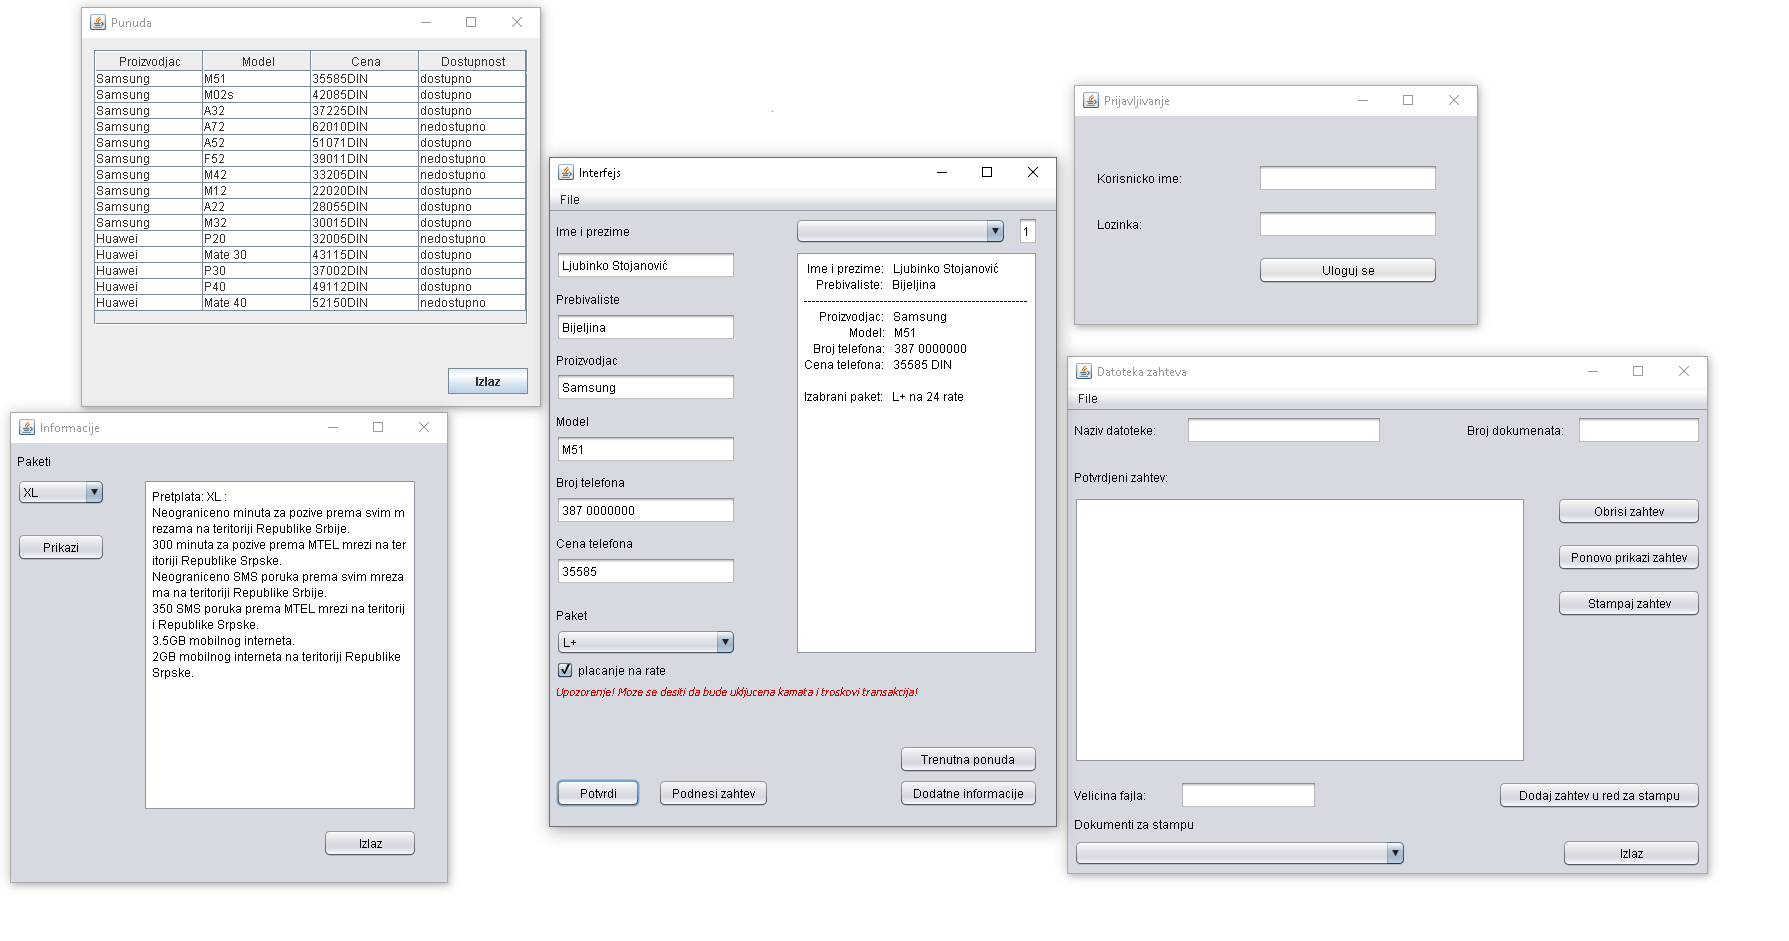 Punuda
Proizvodjac Model Cena Dostupnost
Samsung M51 35585DIN dostupno
Samsung M02s 42085DIN dostupno
Samsung A32 37225DIN dostupno
Samsung A72 62010DIN nedostupno
Samsung A52 51071DIN dostupno
Samsung F52 39011DIN nedostupno
Samsung M42 33205DIN nedostupno
Samsung M12 22020DIN dostupno
Samsung A22 28055DIN dostupno
Samsung M32 30015DIN dostupno
Huawei P20 32005DIN nedostupno
Huawei Mate 30 43115DIN dostupno
Huawei P30 37002DIN dostupno
Huawei P40 49112DIN dostupno
Huawei Mate 40 52150DIN nedostupno
Izlaz
Informacije
Paketi
XL
Prikazi
Pretplata: XL :
Neograniceno minuta za pozive prema svim m
rezama na teritoriji Republike Srbije.
300 minuta za pozive prema MTEL mrezi na ter
itoriji Republike Srpske.
Neograniceno SMS poruka prema svim mreza
ma na teritoriji Republike Srbije.
350 SMS poruka prema MTEL mrezi na teritorij
i Republike Srpske.
3.5GB mobilnog interneta.
2GB mobilnog interneta na teritoriji Republike
Srpske.
Izlaz
Interfejs
File
Ime i prezime
1
Ljubinko Stojanović
Prebivaliste
Bijeljina
Proizvodjac
Samsung
Model
M51
Broj telefona
387 0000000
Cena telefona
35585
Paket
L+
placanje na rate
Upozorenje! Moze se desiti da bude ukljucena kamata i troskovi transakcija!
Ime i prezime: Ljubinko Stojanović
Prebivaliste: Bijeljina
--------------------------------------------------------
Proizvodjac: Samsung
Model: M51
Broj telefona: 387 0000000
Cena telefona: 35585 DIN
Izabrani paket: L+ na 24 rate
Trenutna ponuda
Potvrdi
Podnesi zahtev
Dodatne informacije
Prijavljivanje
Korisnicko ime:
Lozinka:
Uloguj se
Datoteka zahteva
File
Naziv datoteke:
Broj dokumenata:
Potvrdjeni zahtev:
Obrisi zahtev
Ponovo prikazi zahtev
Stampaj zahtev
Velicina fajla:
Dodaj zahtev u red za stampu
Dokumenti za stampu
Izlaz